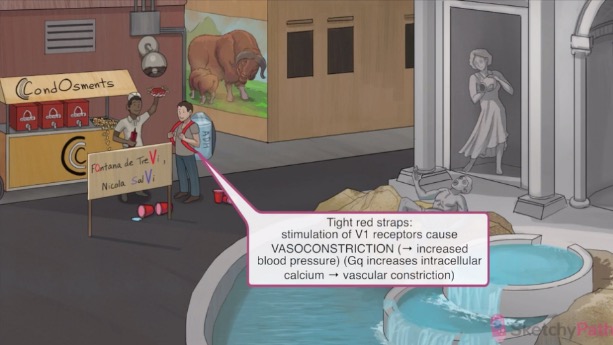 CondOsments
FOntana de TreVi,
Nicola SalVi
Tight red straps:
stimulation of V1 receptors cause
VASOCONSTRICTION (→ increased
blood pressure) (Gq increases intracellular
calcium → vascular constriction)
SketchyPath